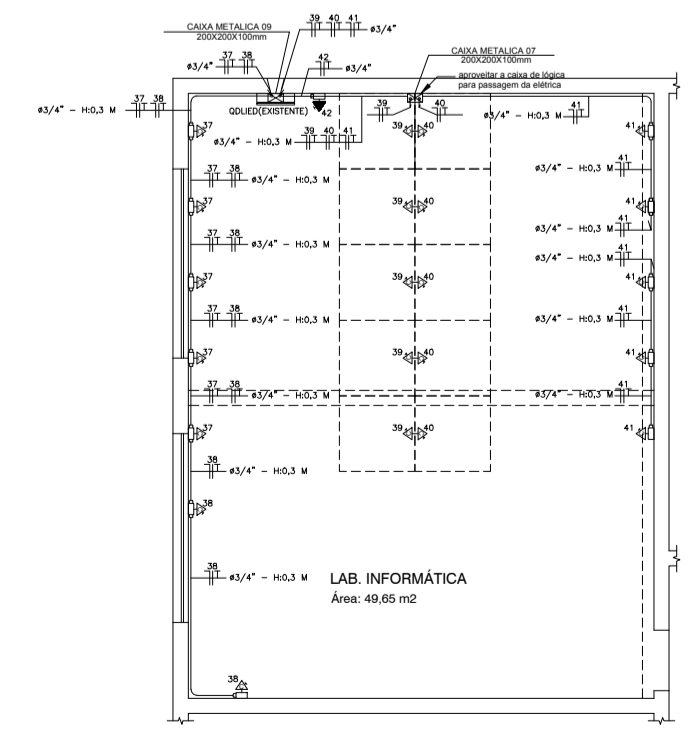 39 40 41
ø3/4"
CAIXA METALICA 09
200X200X100mm
37 38
ø3/4"
42
ø3/4"
CAIXA METALICA 07
200X200X100mm
aproveitar a caixa de lógica
para passagem da elétrica
ø3/4" - H:0,3 M
37 38
QDLIED(EXISTENTE)
42
39
40
ø3/4" - H:0,3 M
41
37
ø3/4" - H:0,3 M
39 40 41
39 40
41
37 38
ø3/4" - H:0,3 M
ø3/4" - H:0,3 M
41
37
39 40
41
ø3/4" - H:0,3 M
41
37 38
ø3/4" - H:0,3 M
ø3/4" - H:0,3 M
41
37
39 40
41
37 38
ø3/4" - H:0,3 M
ø3/4" - H:0,3 M
41
37
39 40
41
37 38
ø3/4" - H:0,3 M
ø3/4" - H:0,3 M
41
37
39 40
41
38
ø3/4" - H:0,3 M
38
38
ø3/4" - H:0,3 M
LAB. INFORMÁTICA
Área: 49,65 m2
38